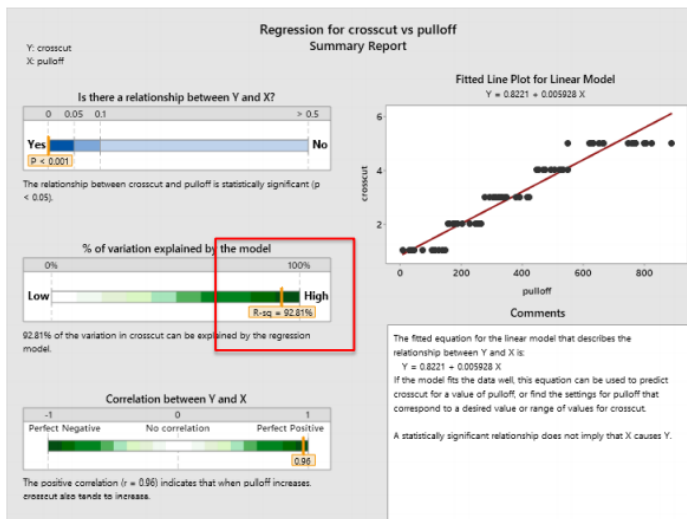 Regression for crosscut vs pulloff
Summary Report
Y: crosscut
X: pulloff
Is there a relationship between Y and X?
0 0.05 0.1 > 0.5
Yes No
P < 0.001
The relationship between crosscut and pulloff is statistically significant (p
< 0.05).
% of variation explained by the model
0% 100%
Low High
R-sq = 92.81%
92.81% of the variation in crosscut can be explained by the regression
model.
Correlation between Y and X
-1 0 1
Perfect Negative No correlation Perfect Positive
0.96
The positive correlation (r = 0.96) indicates that when pulloff increases,
crosscut also tends to increase.
Fitted Line Plot for Linear Model
Y = 0.8221 + 0.005928 X
6
4
2
crosscut
0 200 400 600 800
pulloff
Comments
The fitted equation for the linear model that describes the
relationship between Y and X is:
Y = 0.8221 + 0.005928 X
If the model fits the data well, this equation can be used to predict
crosscut for a value of pulloff, or find the settings for pulloff that
correspond to a desired value or range of values for crosscut.
A statistically significant relationship does not imply that X causes Y.